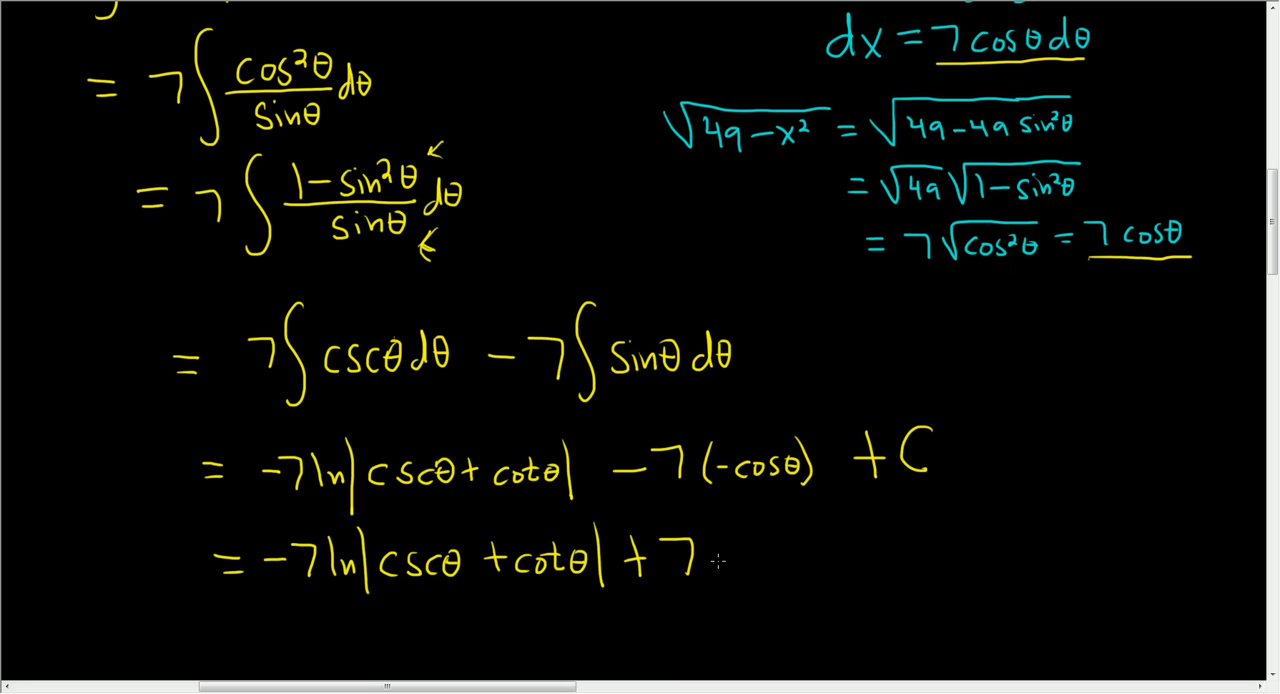 = 7 ∫ cos²θ / sinθ dθ
= 7 ∫ 1 - sin²θ / sinθ dθ
= 7 ∫ cscθ dθ - 7 ∫ sinθ dθ
= -7 ln|cscθ + cotθ| - 7(-cosθ) + C
= -7 ln|cscθ + cotθ| + 7
dx = 7 cosθ dθ
√(49 - x²) = √(49 - 49 sin²θ)
= √49 √(1 - sin²θ)
= 7 √(cos²θ) = 7 cosθ